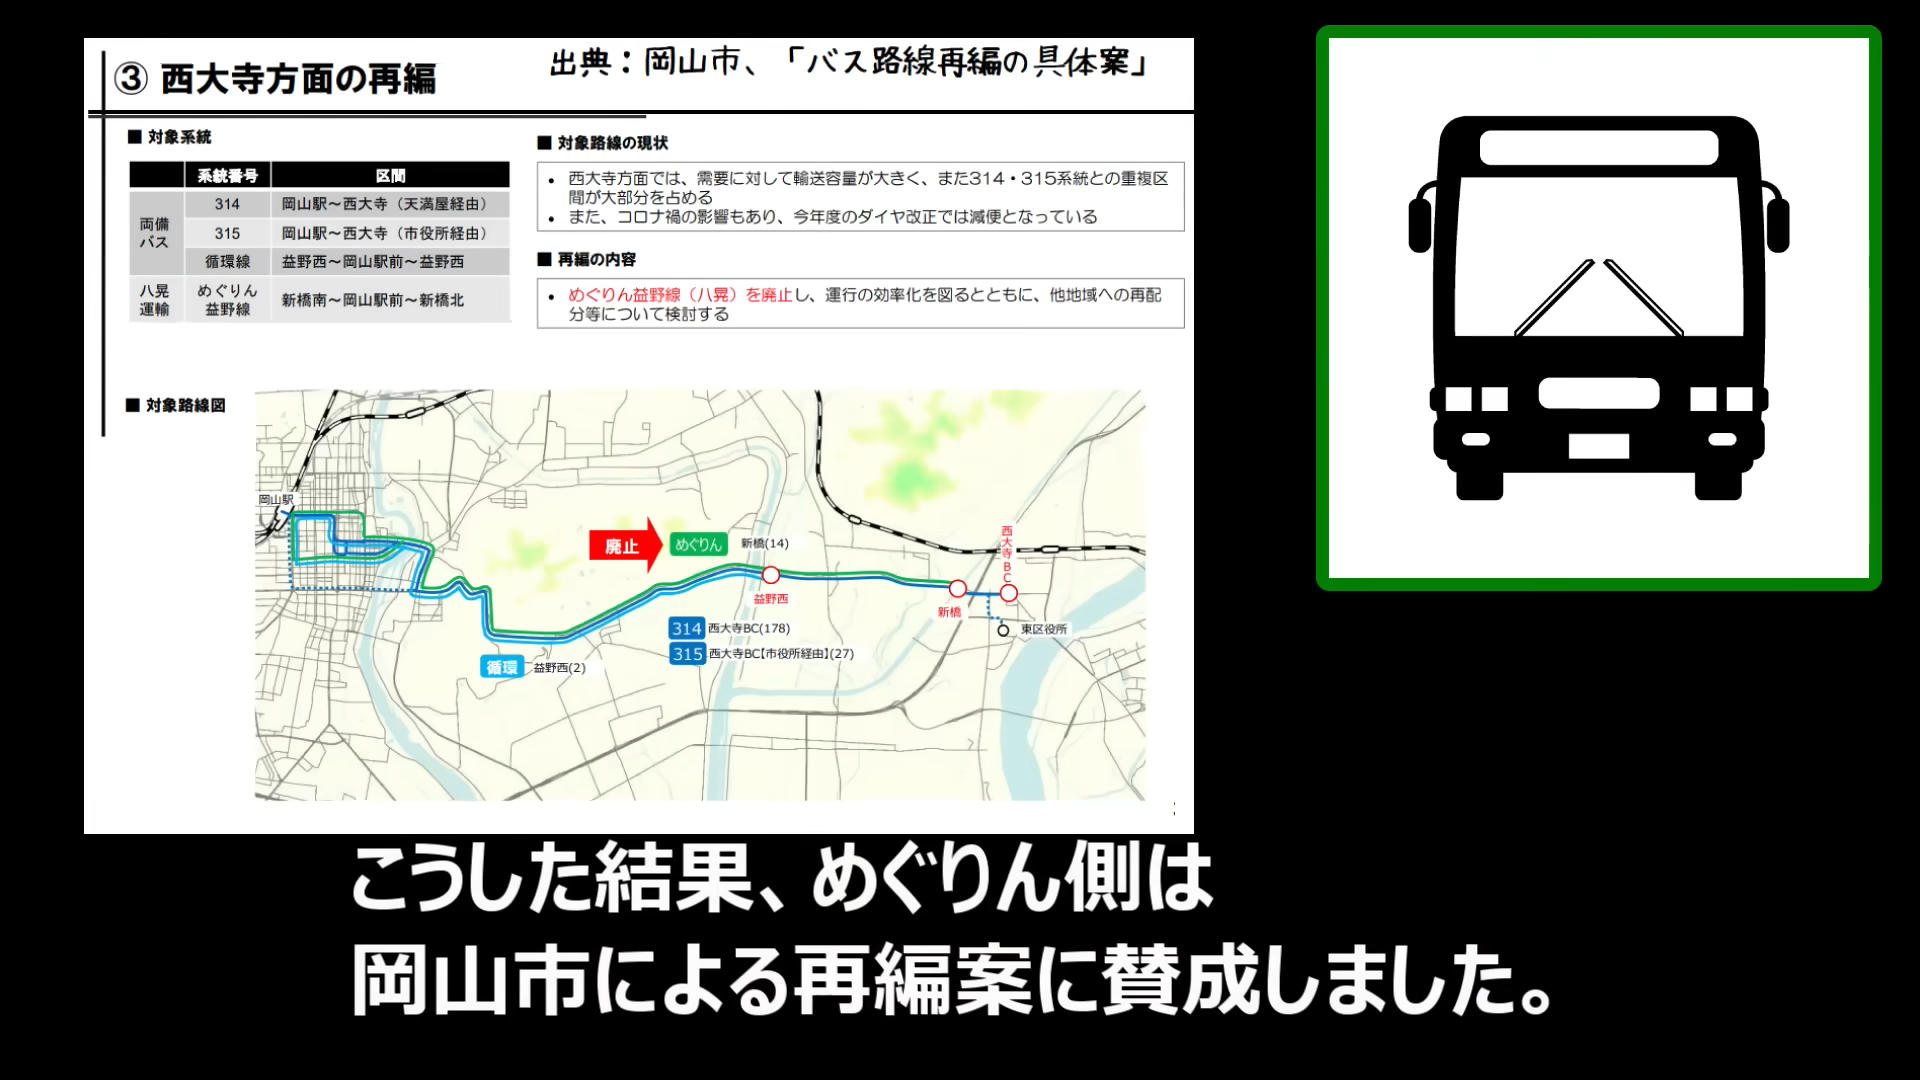 ③ 西大寺方面の再編
出典：岡山市、「バス路線再編の具体案」
■ 対象系統
系統番号 区間
両備バス 314 岡山駅～西大寺（天満屋経由）
315 岡山駅～西大寺（市役所経由）
循環線 益野西～岡山駅前～益野西
八晃運輸 めぐりん益野線 新橋南～岡山駅前～新橋北
■ 対象路線の現状
• 西大寺方面では、需要に対して輸送容量が大きく、また314・315系統との重複区
間が大部分を占める
• また、コロナ禍の影響もあり、今年度のダイヤ改正では減便となっている
■ 再編の内容
• めぐりん益野線（八晃）を廃止し、運行の効率化を図るとともに、他地域への再配
分等について検討する
■ 対象路線図
岡山駅
廃止 めぐりん 新橋(14)
西大寺BC
益野西
新橋
東区役所
314 西大寺BC(178)
315 西大寺BC【市役所経由】(27)
循環 益野西(2)
こうした結果、めぐりん側は
岡山市による再編案に賛成しました。